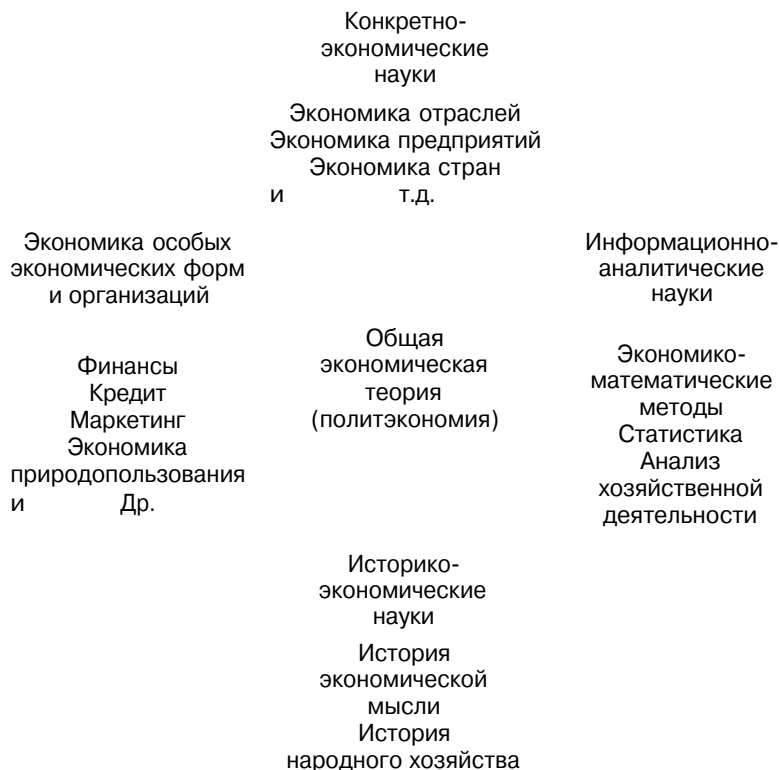 Конкретно-
экономические
науки
Экономика отраслей
Экономика предприятий
Экономика стран
и т.д.
Экономика особых
экономических форм
и организаций
Финансы
Кредит
Маркетинг
Экономика
природопользования
и Др.
Общая
экономическая
теория
(политэкономия)
Информационно-
аналитические
науки
Экономико-
математические
методы
Статистика
Анализ
хозяйственной
деятельности
Историко-
экономические
науки
История
экономической
мысли
История
народного хозяйства